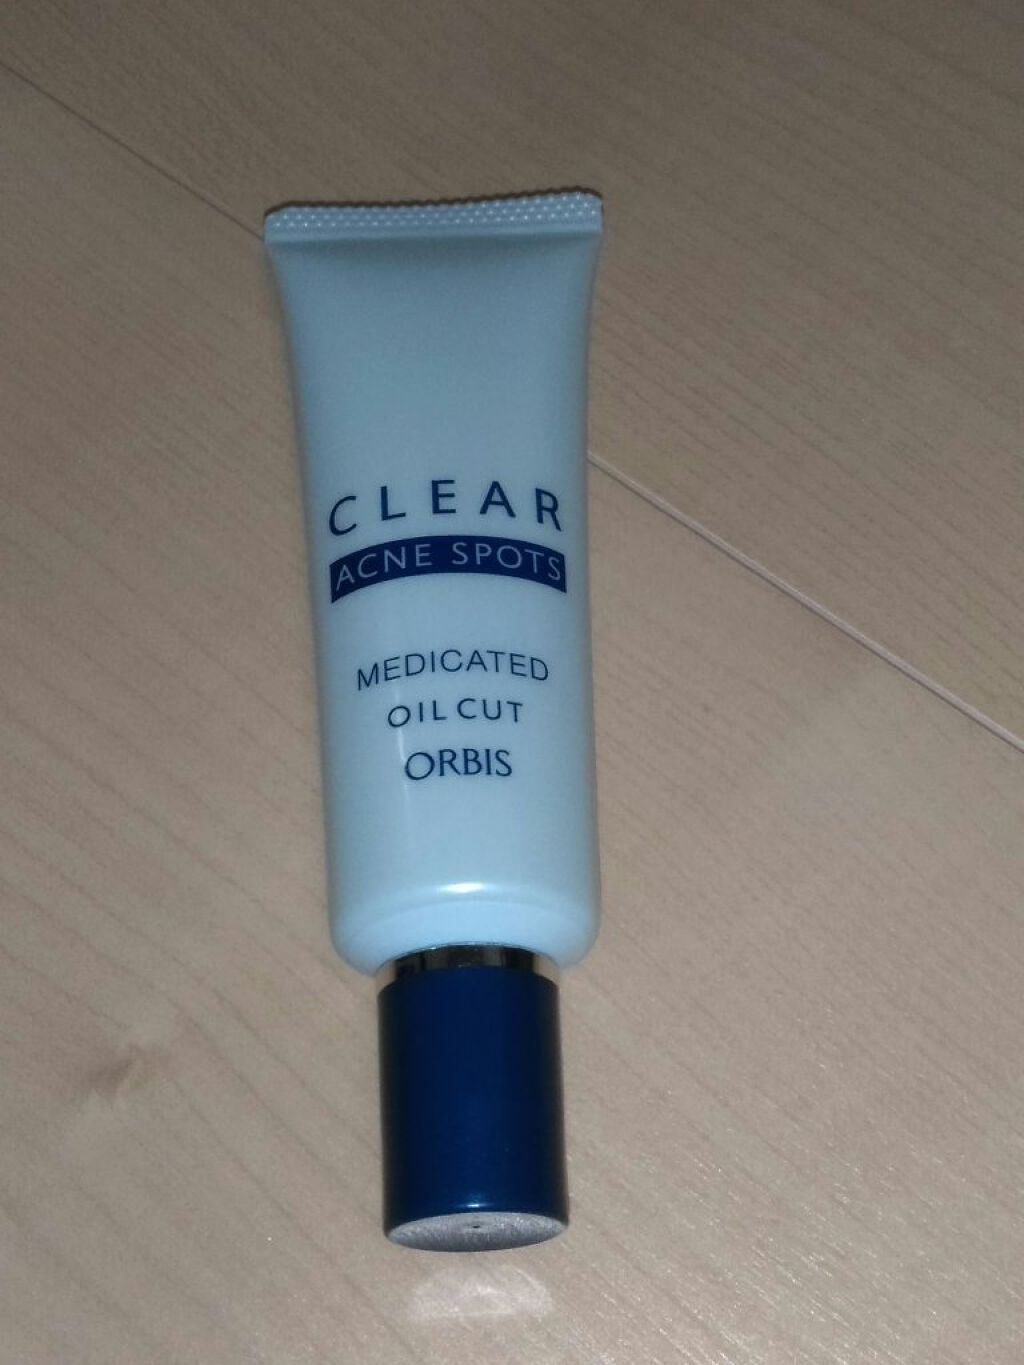 CLEAR
ACNE SPOTS
MEDICATED
OIL CUT
ORBIS